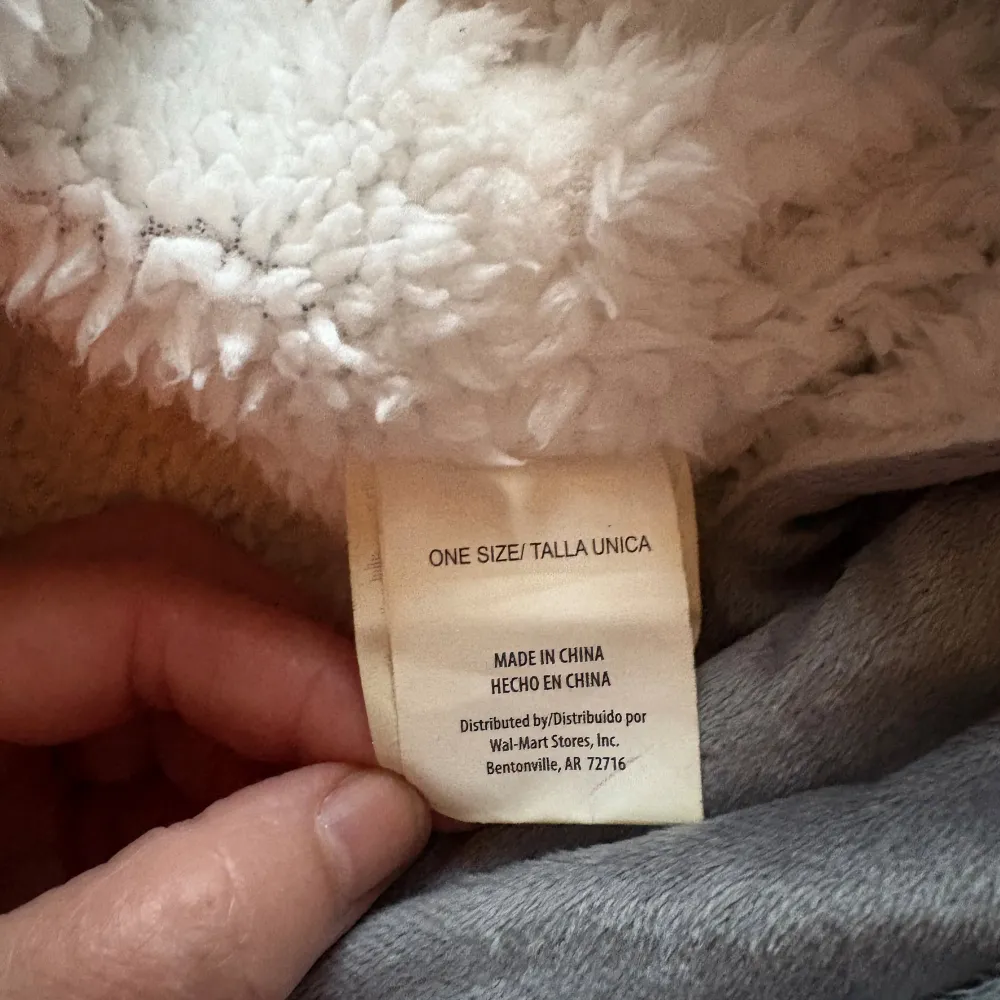 ONE SIZE/ TALLA UNICA
MADE IN CHINA
HECHO EN CHINA
Distributed by/Distribuido por
Wal-Mart Stores, Inc.
Bentonville, AR 72716